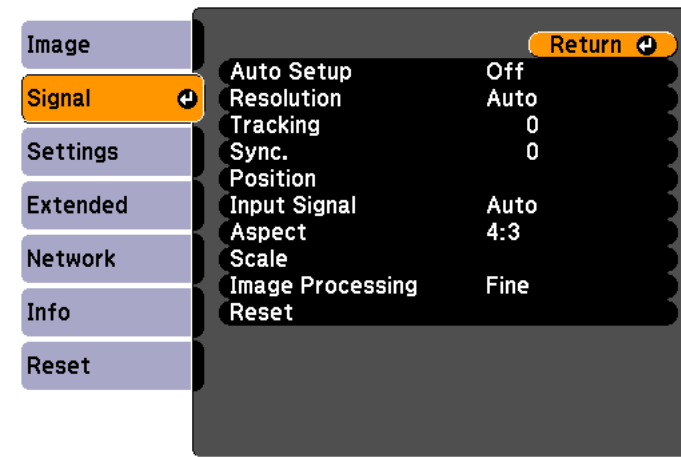 Image
Signal
Settings
Extended
Network
Info
Reset
Return
Auto Setup Off
Resolution Auto
Tracking 0
Sync. 0
Position
Input Signal Auto
Aspect 4:3
Scale
Image Processing Fine
Reset